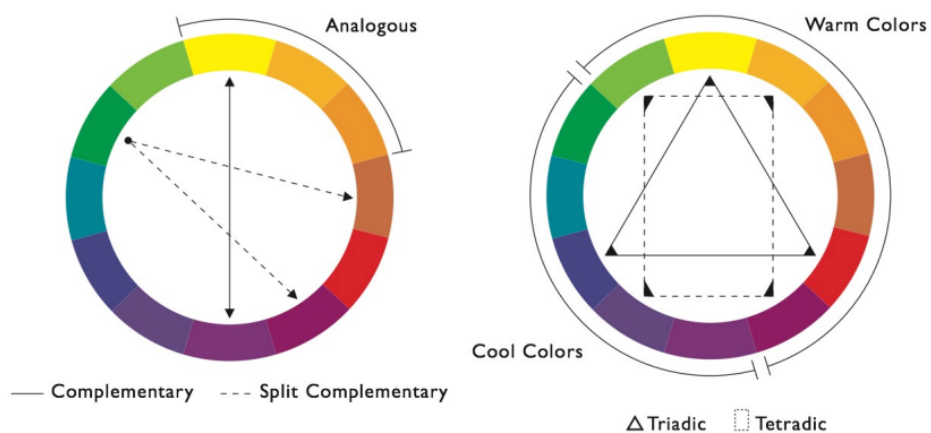 Analogous
Warm Colors
Cool Colors
Complementary
Split Complementary
Triadic
Tetradic